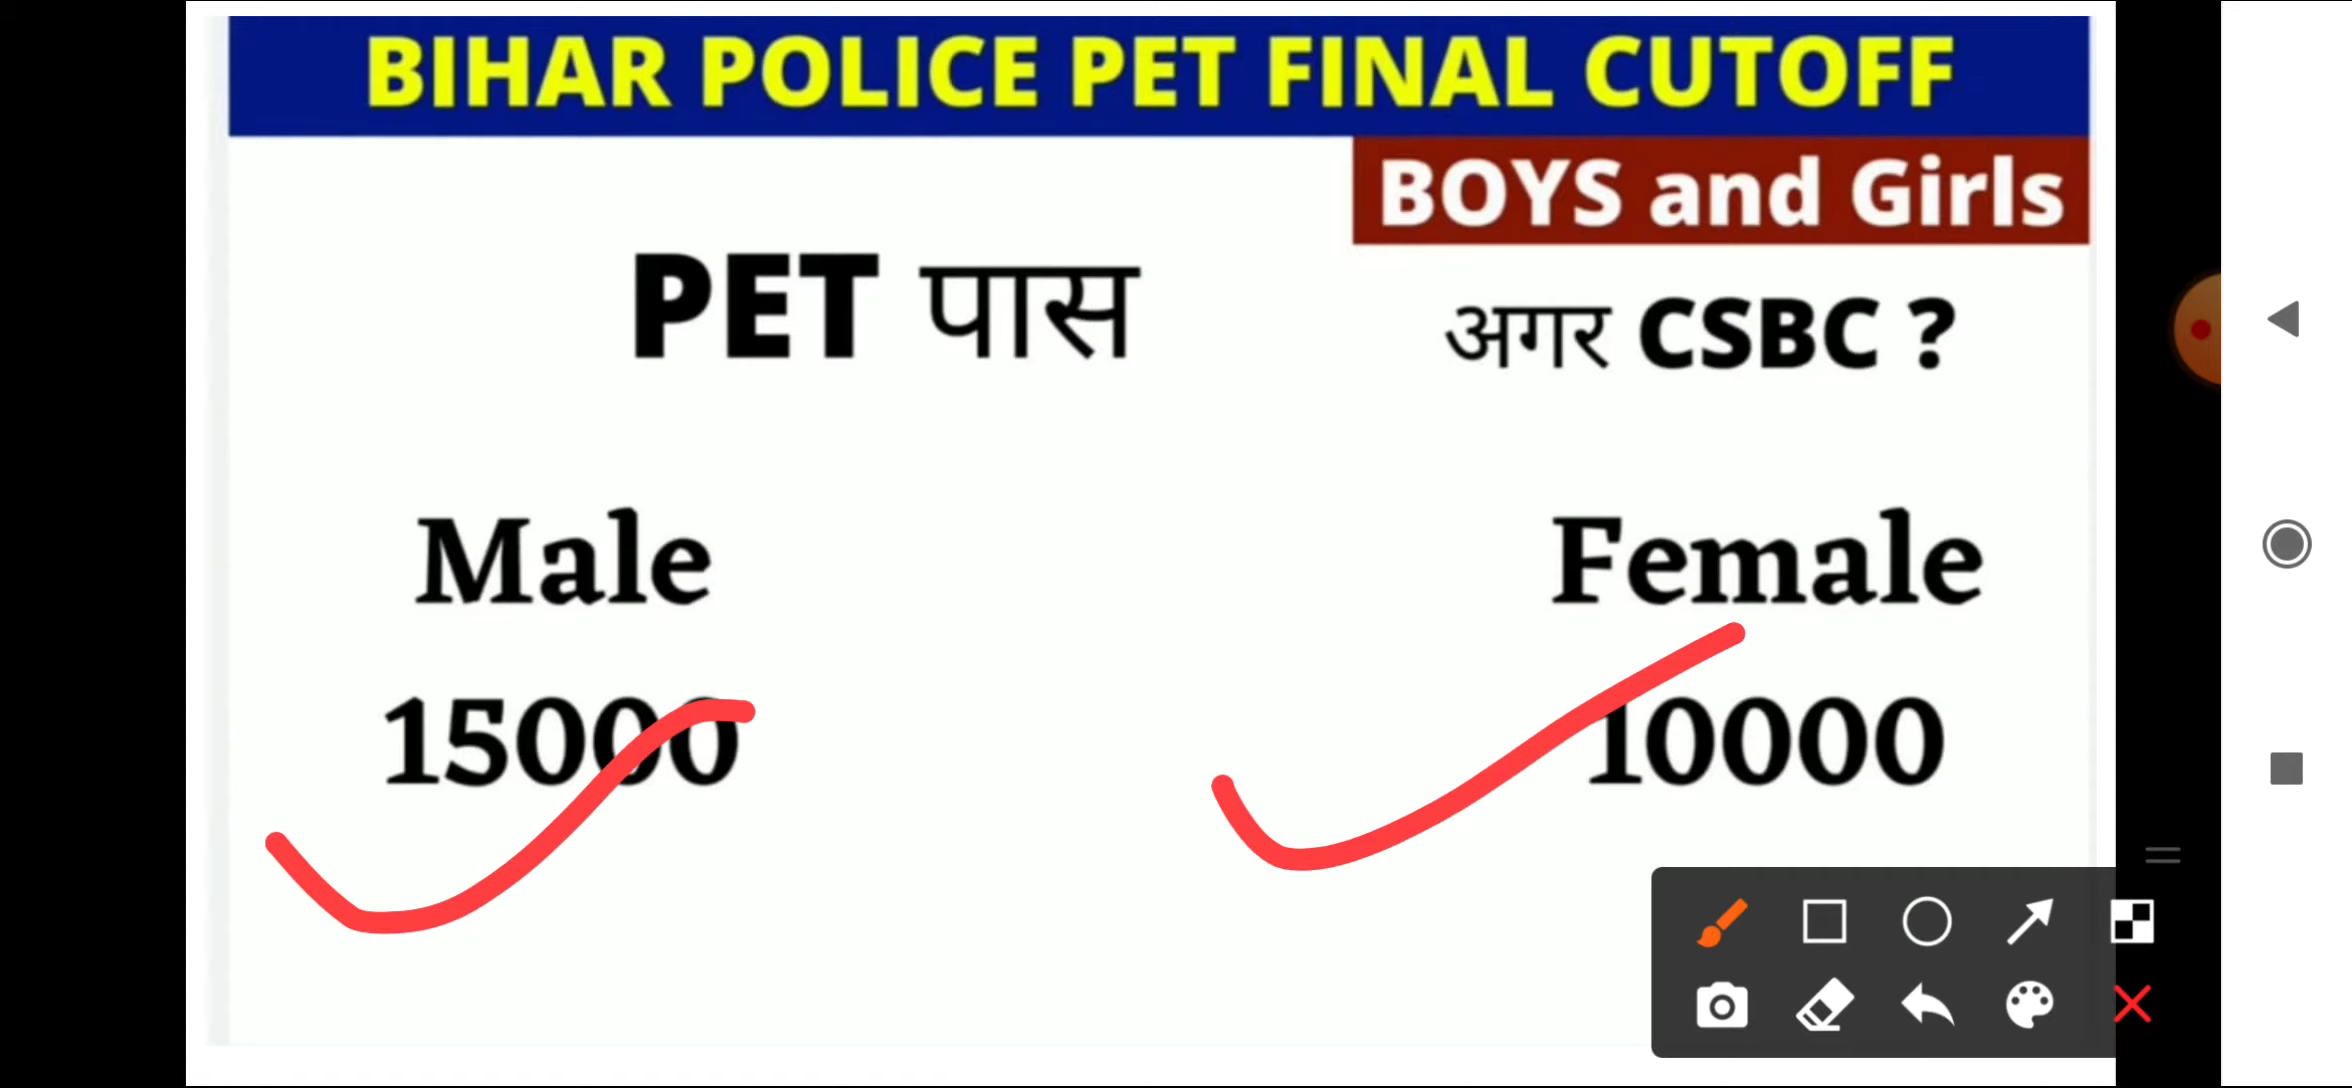 BIHAR POLICE PET FINAL CUTOFF
BOYS and Girls
PET पास
अगर CSBC ?
Male
Female
15000
10000